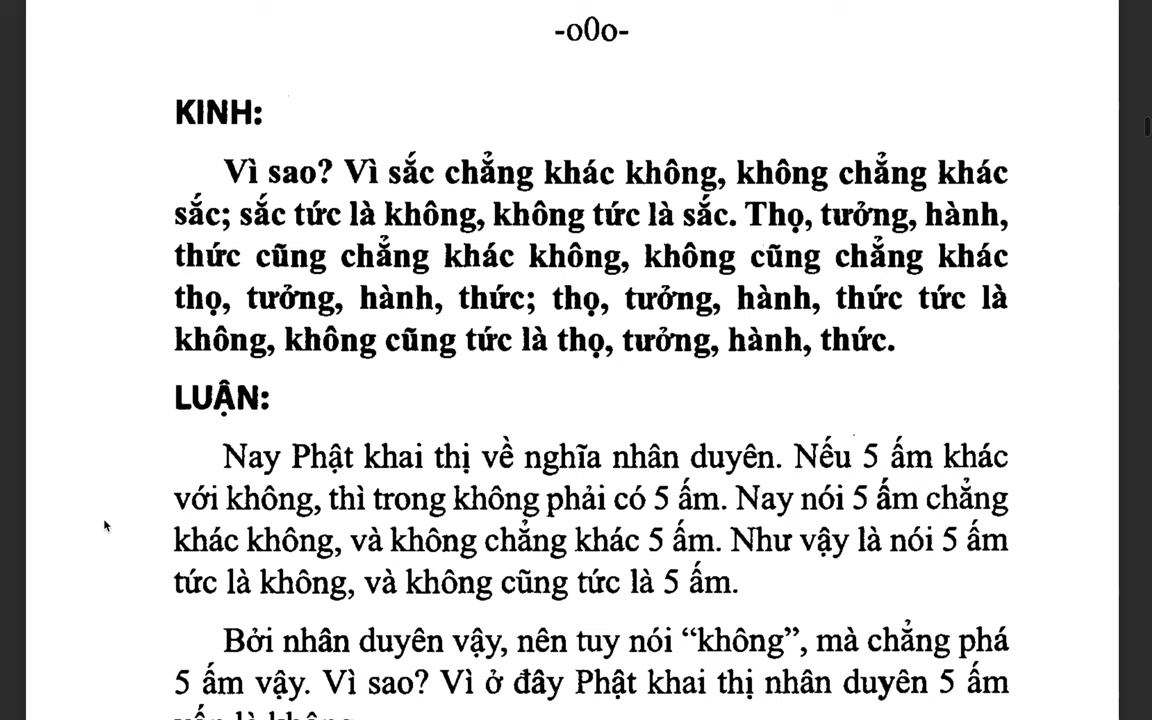 -o0o-
KINH:
Vì sao? Vì sắc chẳng khác không, không chẳng khác
sắc; sắc tức là không, không tức là sắc. Thọ, tưởng, hành,
thức cũng chẳng khác không, không cũng chẳng khác
thọ, tưởng, hành, thức; thọ, tưởng, hành, thức tức là
không, không cũng tức là thọ, tưởng, hành, thức.
LUẬN:
Nay Phật khai thị về nghĩa nhân duyên. Nếu 5 ấm khác
với không, thì trong không phải có 5 ấm. Nay nói 5 ấm chẳng
khác không, và không chẳng khác 5 ấm. Như vậy là nói 5 ấm
tức là không, và không cũng tức là 5 ấm.
Bởi nhân duyên vậy, nên tuy nói “không”, mà chẳng phá
5 ấm vậy. Vì sao? Vì ở đây Phật khai thị nhân duyên 5 ấm
vốn là không